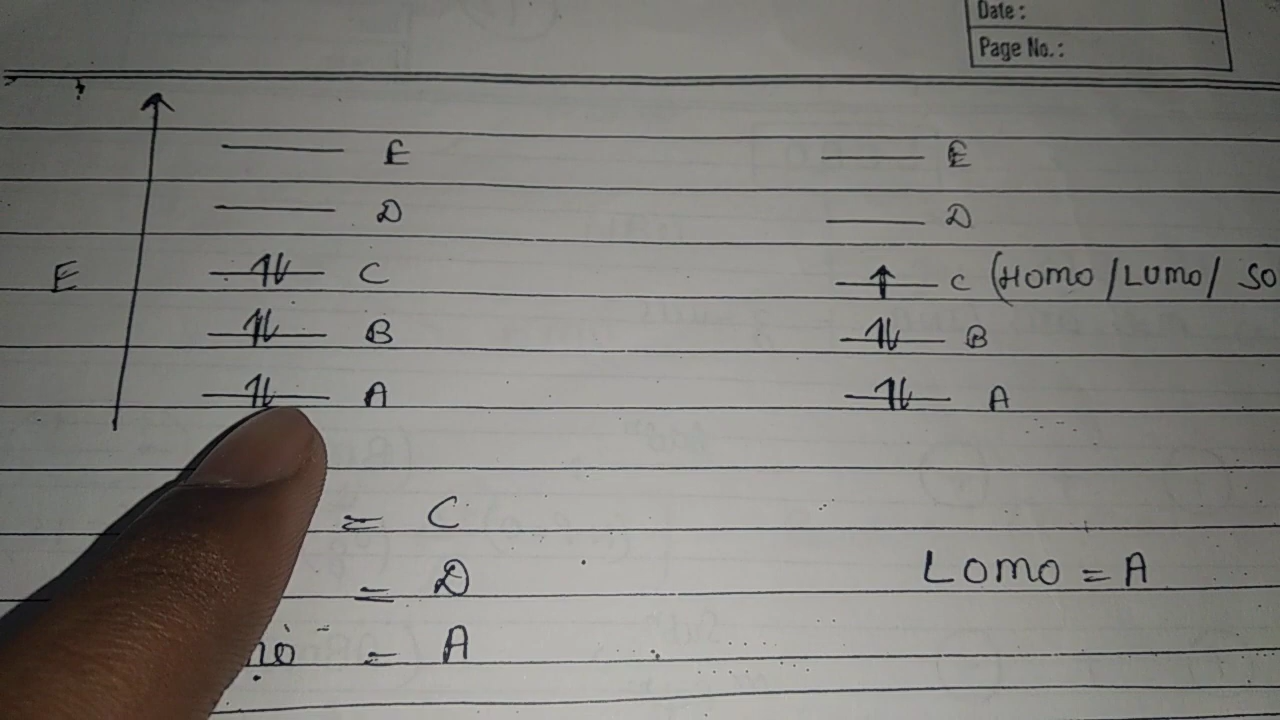 Date :
Page No. :
E E
D D
E ⥮ C ↑ C (HOMO / LUMO / SO
⥮ B ⥮ B
⥮ A ⥮ A
= C
= D LOMO = A
= A